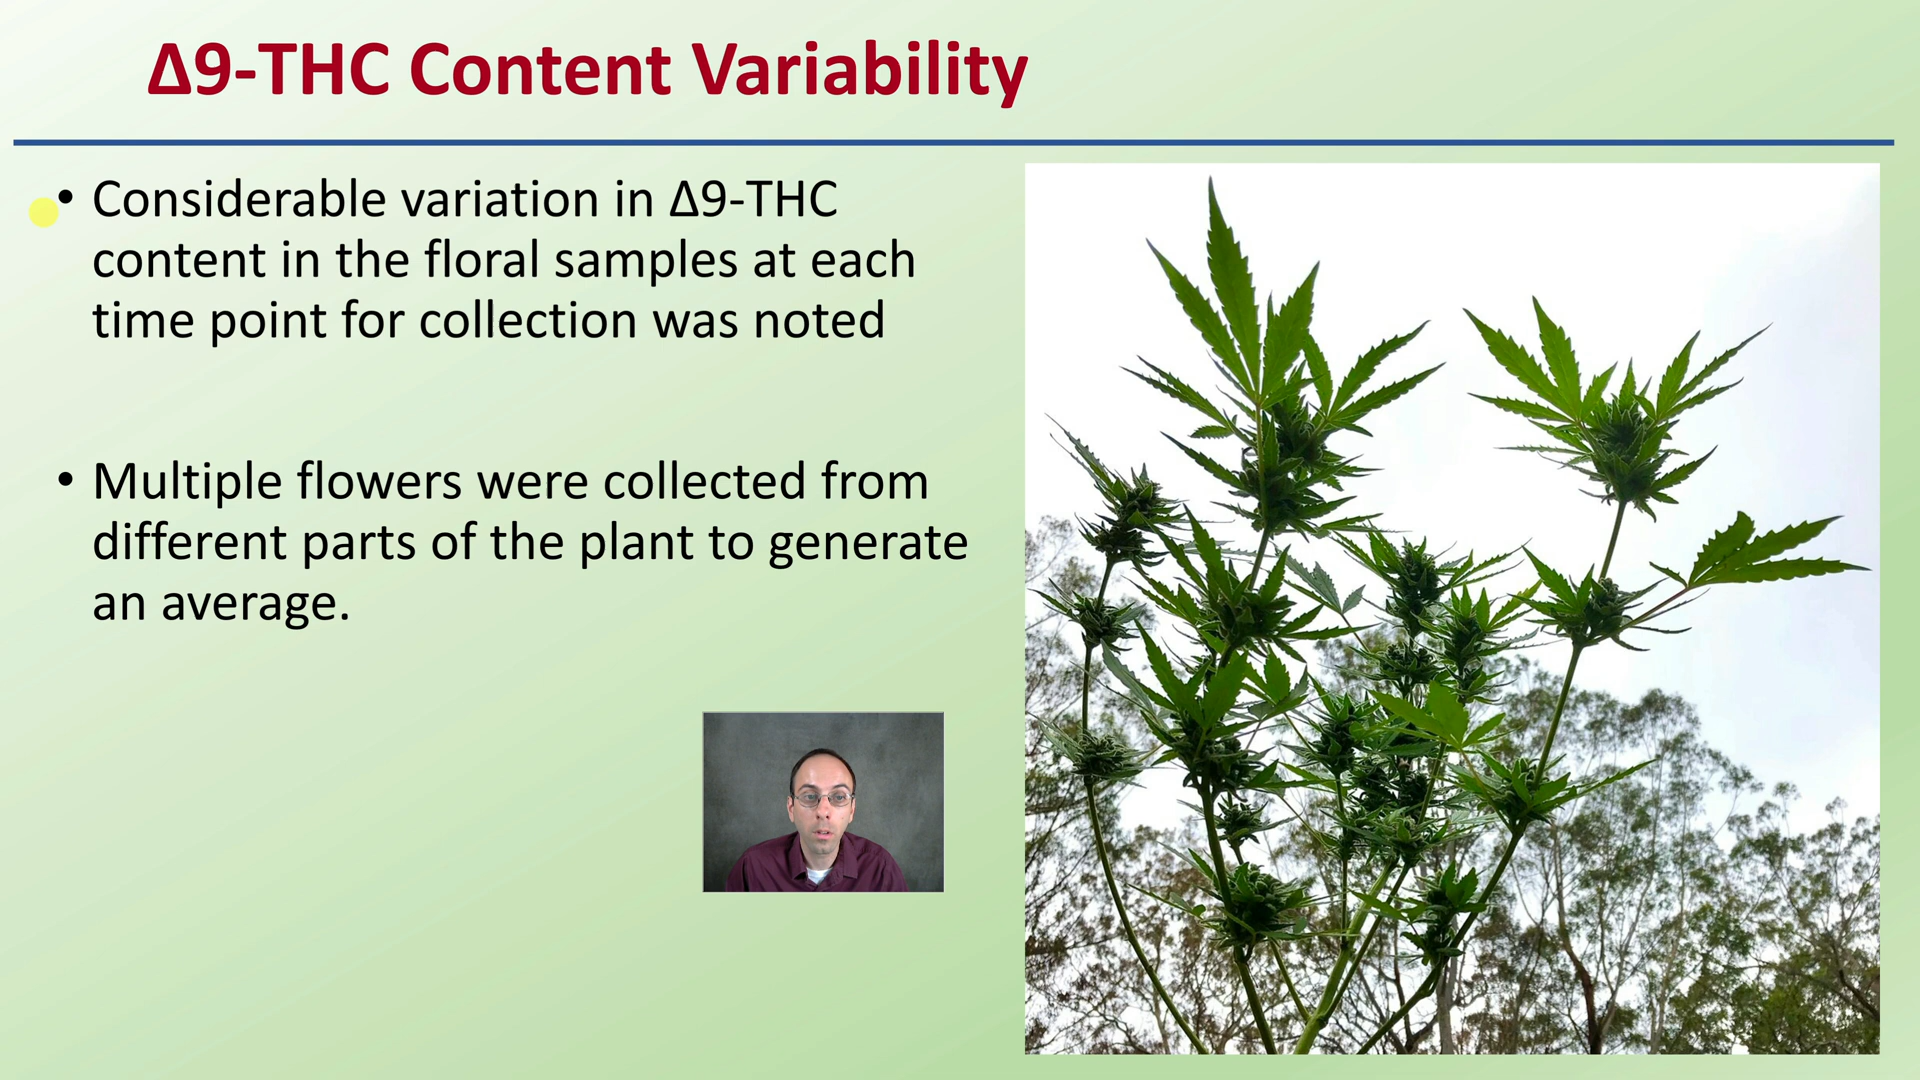 Δ9-THC Content Variability
• Considerable variation in Δ9-THC
content in the floral samples at each
time point for collection was noted
• Multiple flowers were collected from
different parts of the plant to generate
an average.